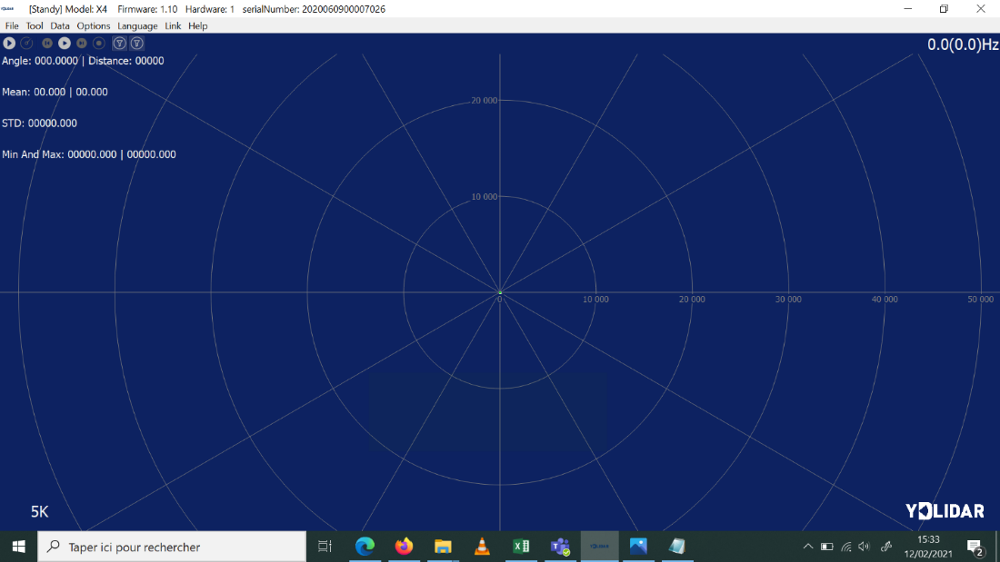 [Standy] Model: X4 Firmware: 1.10 Hardware: 1 serialNumber: 2020060900007026
File Tool Data Options Language Link Help
0.0(0.0)Hz
Angle: 000.0000 | Distance: 00000
Mean: 00.000 | 00.000
STD: 00000.000
Min And Max: 00000.000 | 00000.000
20 000
10 000
0 10 000 20 000 30 000 40 000 50 000
5K
YDLIDAR
Taper ici pour rechercher
15:33
12/02/2021
2